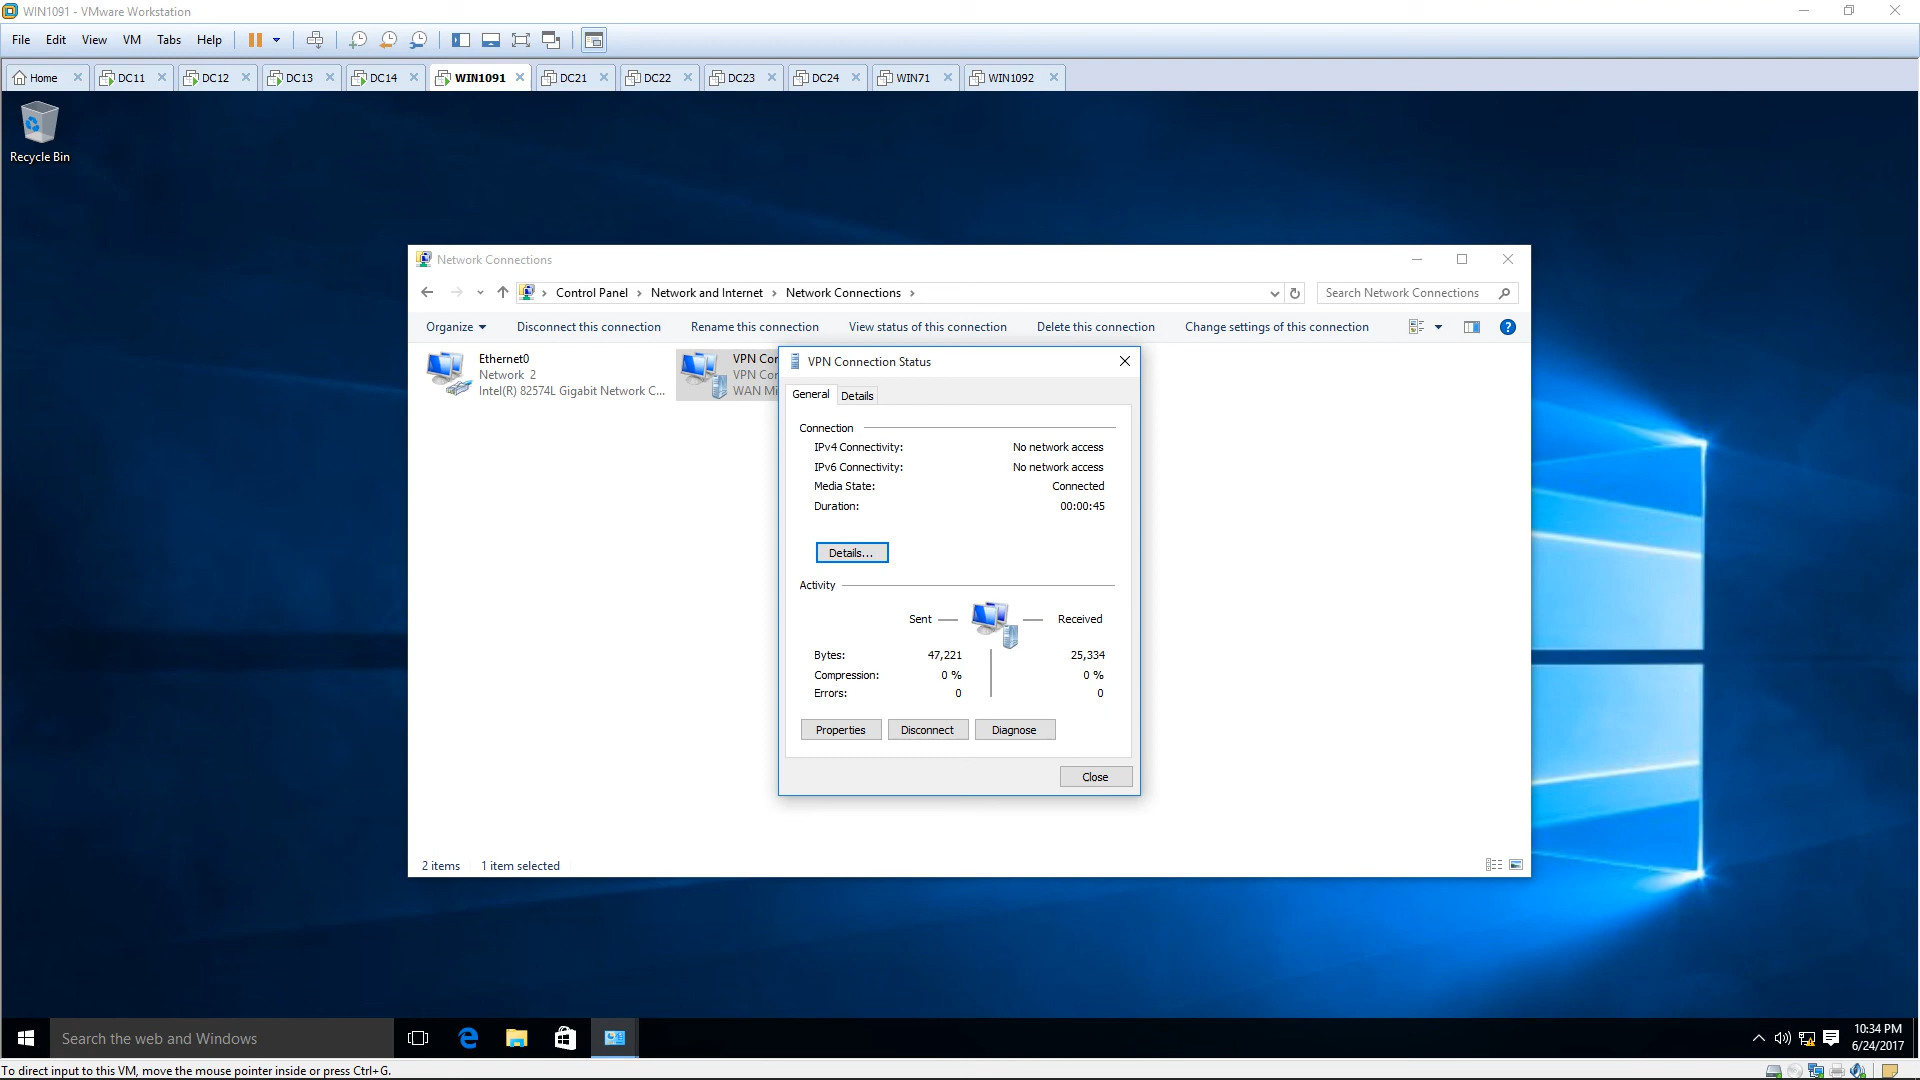 WIN1091 - VMware Workstation
File Edit View VM Tabs Help
Home DC11 DC12 DC13 DC14 WIN1091 DC21 DC22 DC23 DC24 WIN71 WIN1092
Recycle Bin
Network Connections
Control Panel › Network and Internet › Network Connections ›
Search Network Connections
Organize Disconnect this connection Rename this connection View status of this connection Delete this connection Change settings of this connection
Ethernet0
Network 2
Intel(R) 82574L Gigabit Network C...
VPN Con
VPN Con
WAN Mi
VPN Connection Status
General Details
Connection
IPv4 Connectivity: No network access
IPv6 Connectivity: No network access
Media State: Connected
Duration: 00:00:45
Details...
Activity
Sent — Received
Bytes: 47,221 25,334
Compression: 0 % 0 %
Errors: 0 0
Properties Disconnect Diagnose
Close
2 items 1 item selected
Search the web and Windows
10:34 PM
6/24/2017
To direct input to this VM, move the mouse pointer inside or press Ctrl+G.